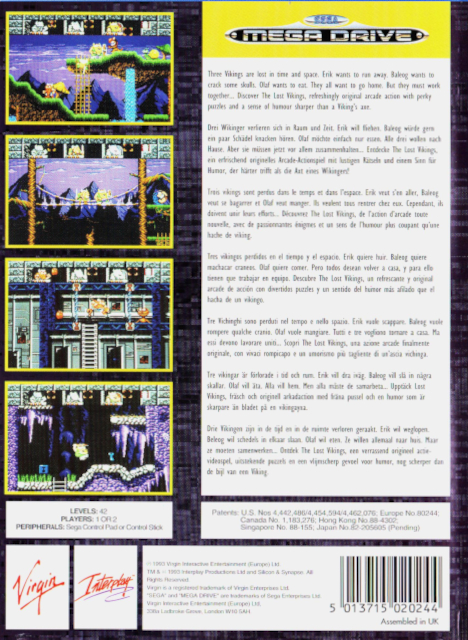 SEGA
MEGA DRIVE
Three Vikings are lost in time and space. Erik wants to run away. Baleog wants to
crack some skulls. Olaf wants to eat. They all want to go home. But they must work
together... Discover The Lost Vikings, refreshingly original arcade action with perky
puzzles and a sense of humour sharper than a Viking's axe.
Drei Wikinger verlieren sich in Raum und Zeit. Erik will fliehen. Baleog würde gern
ein paar Schädel knacken hören. Olaf möchte einfach nur essen. Alle drei wollen nach
Hause. Aber sie müssen jetzt vor allem zusammenhalten... Entdecke The Lost Vikings,
ein erfrischend originelles Arcade-Actionspiel mit lustigen Rätseln und einem Sinn für
Humor, der härter trifft als die Axt eines Wikingers!
Trois vikings sont perdus dans le temps et dans l'espace. Erik veut s'en aller, Baleog
veut se bagarrer et Olaf veut manger. Ils veulent tous rentrer chez eux. Cependant, ils
doivent unir leurs efforts... Découvrez The Lost Vikings, de l'action d'arcade toute
nouvelle, avec de passionnantes énigmes et un sens de l'humour plus coupant qu'une
hache de viking.
Tres vikingos perdidos en el tiempo y el espacio. Erik quiere huir. Baleog quiere
machacar craneos. Olaf quiere comer. Pero todos desean volver a casa, y para ello
tienen que trabajar en equipo. Descubre The Lost Vikings, un refrescante y original
arcade de acción con divertidos puzzles y un sentido del humor más afilado que el
hacha de un vikingo.
Tre Vichinghi sono perduti nel tempo e nello spazio. Erik vuole scappare. Baleog vuole
rompere qualche cranio. Olaf vuole mangiare. Tutti e tre vogliono tornare a casa. Ma
essi devono lavorare uniti... Scopri The Lost Vikings, una azione arcade finalmente
originale, con vivaci rompicapo e un umorismo più tagliente di un'ascia vichinga.
Tre vikingar är förlorade i tid och rum. Erik vill dra iväg. Baleog vill slå in några
skallar. Olaf vill äta. Alla vill hem. Men alla måste de samarbeta... Upptäck Lost
Vikings, fräsch och originell arkadaction med fräna pussel och en humor som är
skarpare än bladet på en vikingayxa.
Drie Vikingen zijn in de tijd en in de ruimte verloren geraakt. Erik wil weglopen.
Baleog wil schedels in elkaar slaan. Olaf wil eten. Ze willen allemaal naar huis. Maar
ze moeten samenwerken... Ontdek The Lost Vikings, een verrassend origineel actie-
videospel, uitstekende puzzels en een vlijmscherp gevoel voor humor, nog scherper dan
de bijl van een Viking.
LEVELS: 42
PLAYERS: 1 OR 2
PERIPHERALS: Sega Control Pad or Control Stick
Patents: U.S. Nos 4,442,486/4,454,594/4,462,076; Europe No.80244;
Canada No. 1,183,276; Hong Kong No.88-4302;
Singapore No. 88-155; Japan No.82-205605 (Pending)
Virgin
Interplay
© 1993 Virgin Interactive Entertainment (Europe) Ltd.
TM & © 1993 Interplay Productions Ltd and Silicon & Synapse. All
Rights Reserved
Virgin is a registered trademark of Virgin Enterprises Ltd.
"SEGA" and "MEGA DRIVE" are trademarks of Sega Enterprises Ltd.
Virgin Interactive Entertainment (Europe) Ltd.
338a Ladbroke Grove, London W10 5AH
5 013715 020244
Assembled in UK